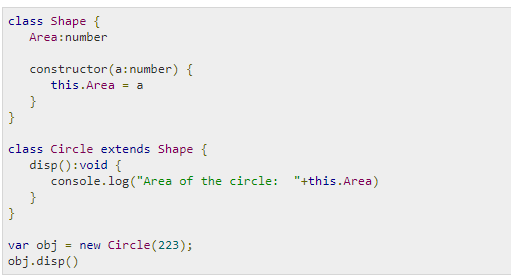 class Shape {
   Area:number

   constructor(a:number) {
      this.Area = a
   }
}

class Circle extends Shape {
   disp():void {
      console.log("Area of the circle:  "+this.Area)
   }
}

var obj = new Circle(223);
obj.disp()